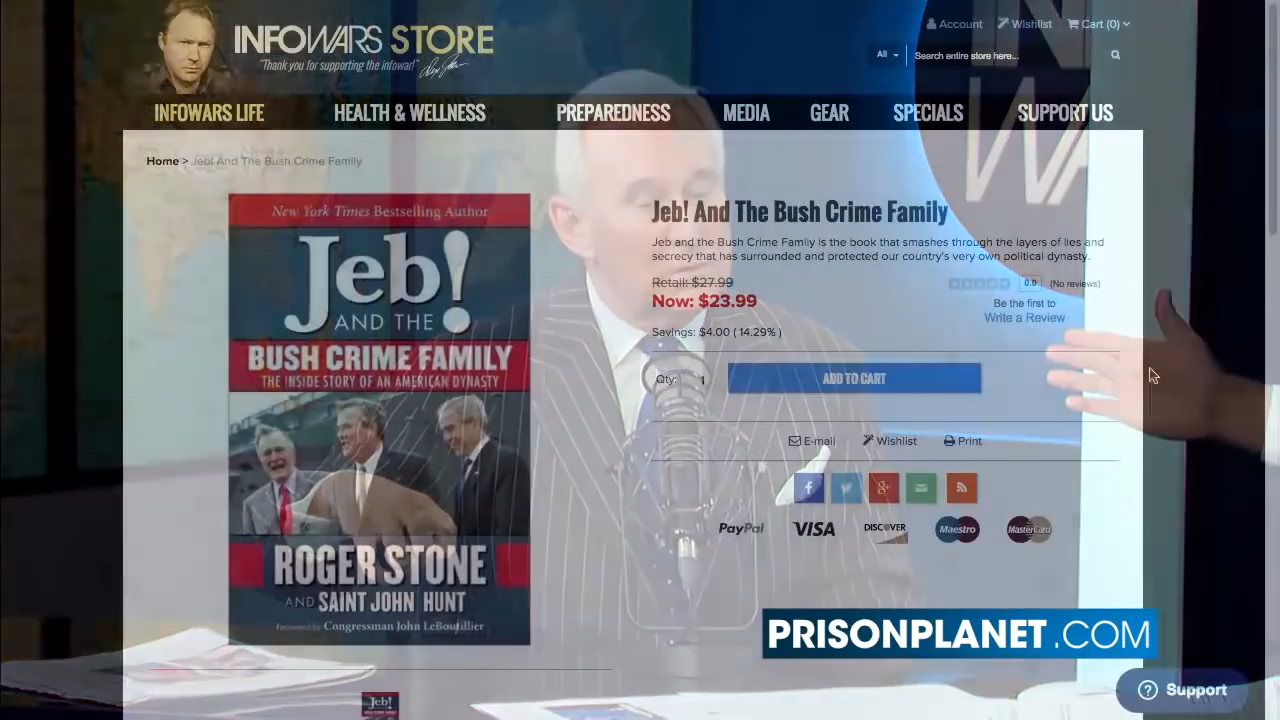 INFOWARS STORE
"Thank you for supporting the infowar!"
Account
Wishlist
Cart (0)
All
Search entire store here...
INFOWARS LIFE
HEALTH & WELLNESS
PREPAREDNESS
MEDIA
GEAR
SPECIALS
SUPPORT US
Home > Jeb! And The Bush Crime Family
New York Times Bestselling Author
Jeb!
AND THE
BUSH CRIME FAMILY
THE INSIDE STORY OF AN AMERICAN DYNASTY
ROGER STONE
AND SAINT JOHN HUNT
Foreword by Congressman John LeBoutillier
Jeb! And The Bush Crime Family
Jeb and the Bush Crime Family is the book that smashes through the layers of lies and
secrecy that has surrounded and protected our country's very own political dynasty.
Retail: $27.99
Now: $23.99
Savings: $4.00 ( 14.29% )
0.0 (No reviews)
Be the first to
Write a Review
Qty: 1
ADD TO CART
E-mail
Wishlist
Print
PayPal
VISA
DISCOVER
Maestro
MasterCard
PRISONPLANET.COM
Jeb!
Support